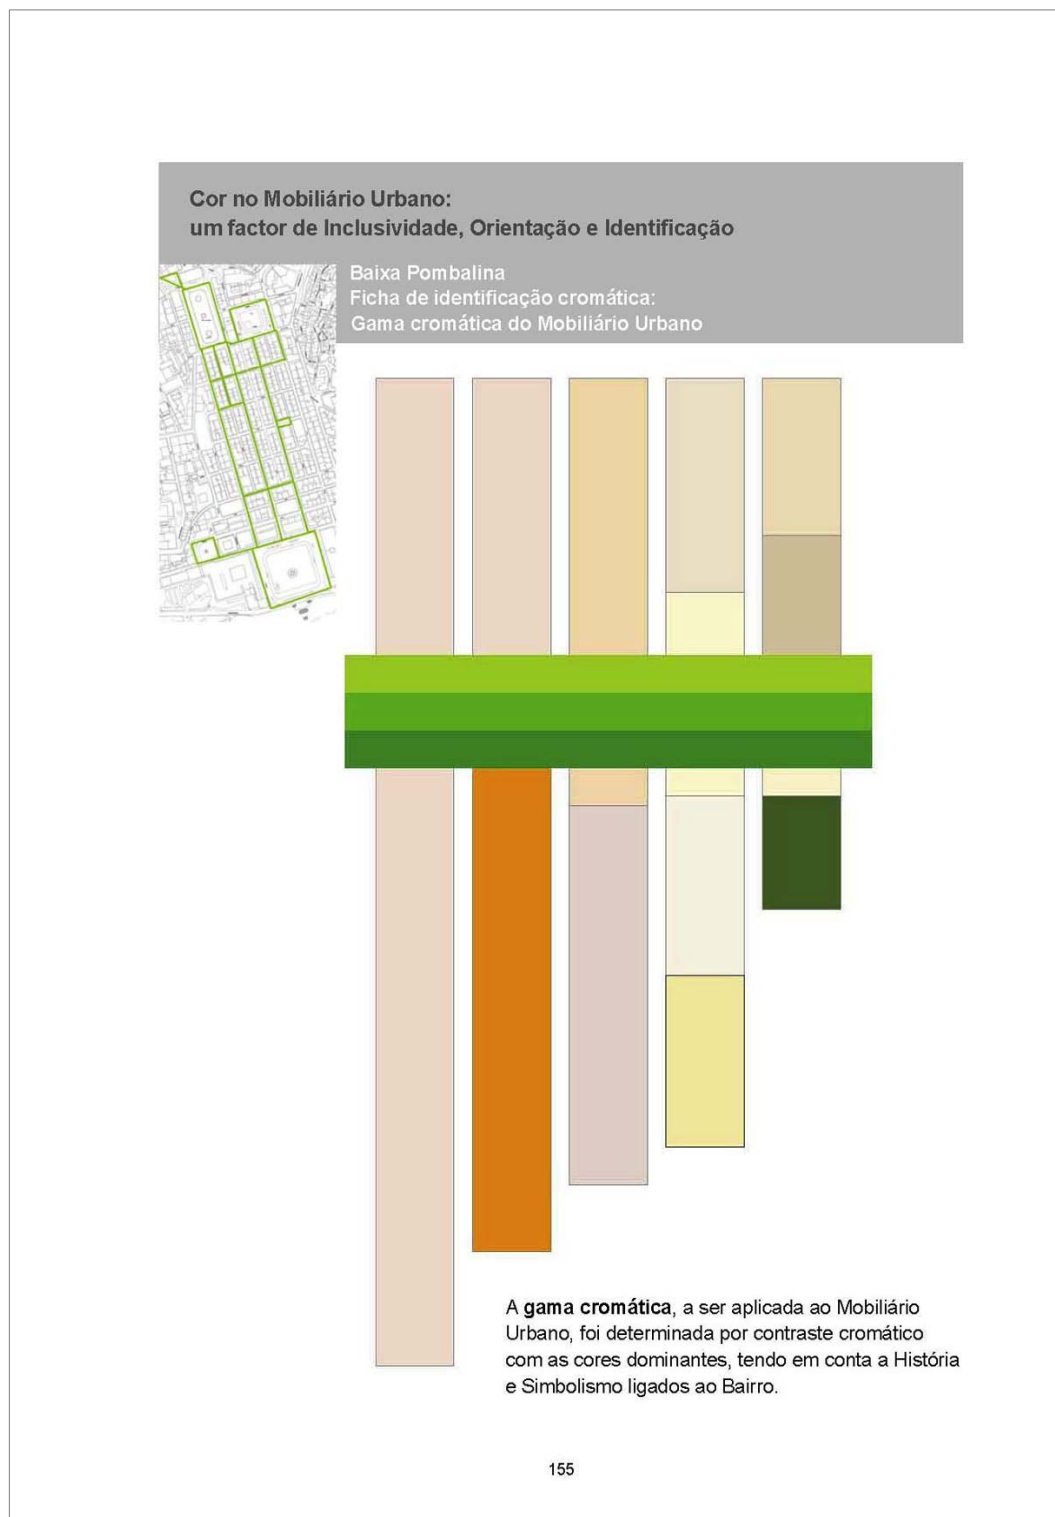 Cor no Mobiliário Urbano:
um factor de Inclusividade, Orientação e Identificação
Baixa Pombalina
Ficha de identificação cromática:
Gama cromática do Mobiliário Urbano
A gama cromática, a ser aplicada ao Mobiliário
Urbano, foi determinada por contraste cromático
com as cores dominantes, tendo em conta a História
e Simbolismo ligados ao Bairro.
155